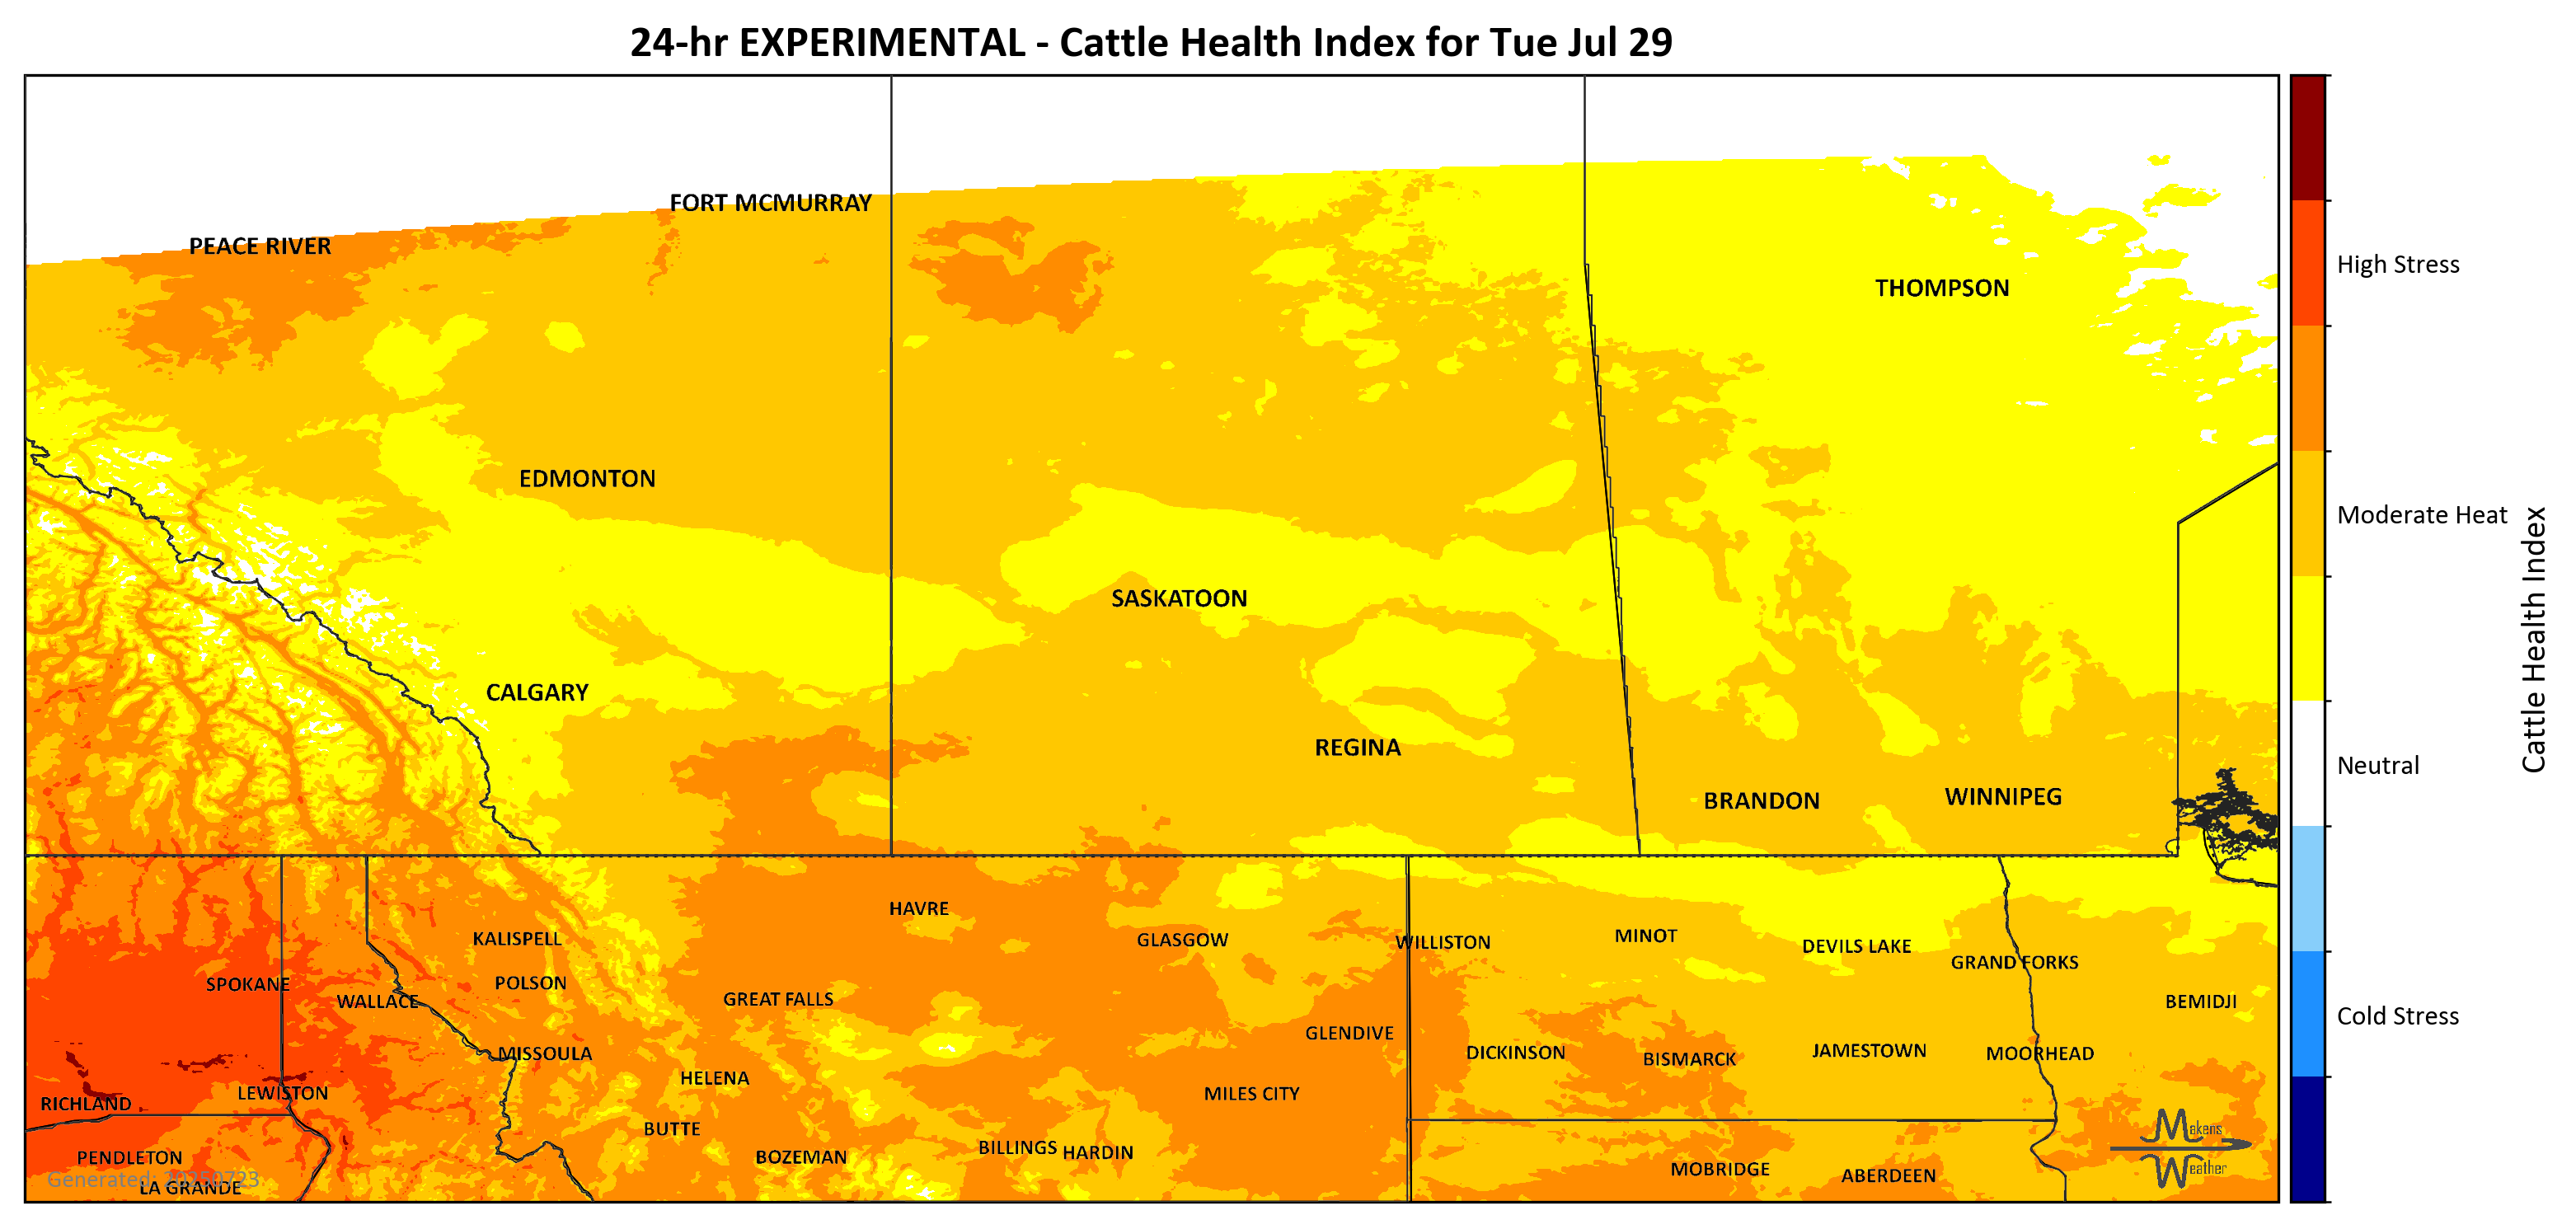 24-hr EXPERIMENTAL - Cattle Health Index for Tue Jul 29
FORT MCMURRAY
PEACE RIVER
THOMPSON
EDMONTON
SASKATOON
CALGARY
REGINA
BRANDON
WINNIPEG
HAVRE
KALISPELL
GLASGOW
WILLISTON
MINOT
DEVILS LAKE
GRAND FORKS
SPOKANE
POLSON
WALLACE
GREAT FALLS
BEMIDJI
GLENDIVE
MISSOULA
DICKINSON
BISMARCK
JAMESTOWN
MOORHEAD
HELENA
LEWISTON
MILES CITY
RICHLAND
BUTTE
BILLINGS
HARDIN
PENDLETON
BOZEMAN
MOBRIDGE
ABERDEEN
LA GRANDE
Generated: 20250723
Makens
Weather
High Stress
Moderate Heat
Neutral
Cold Stress
Cattle Health Index